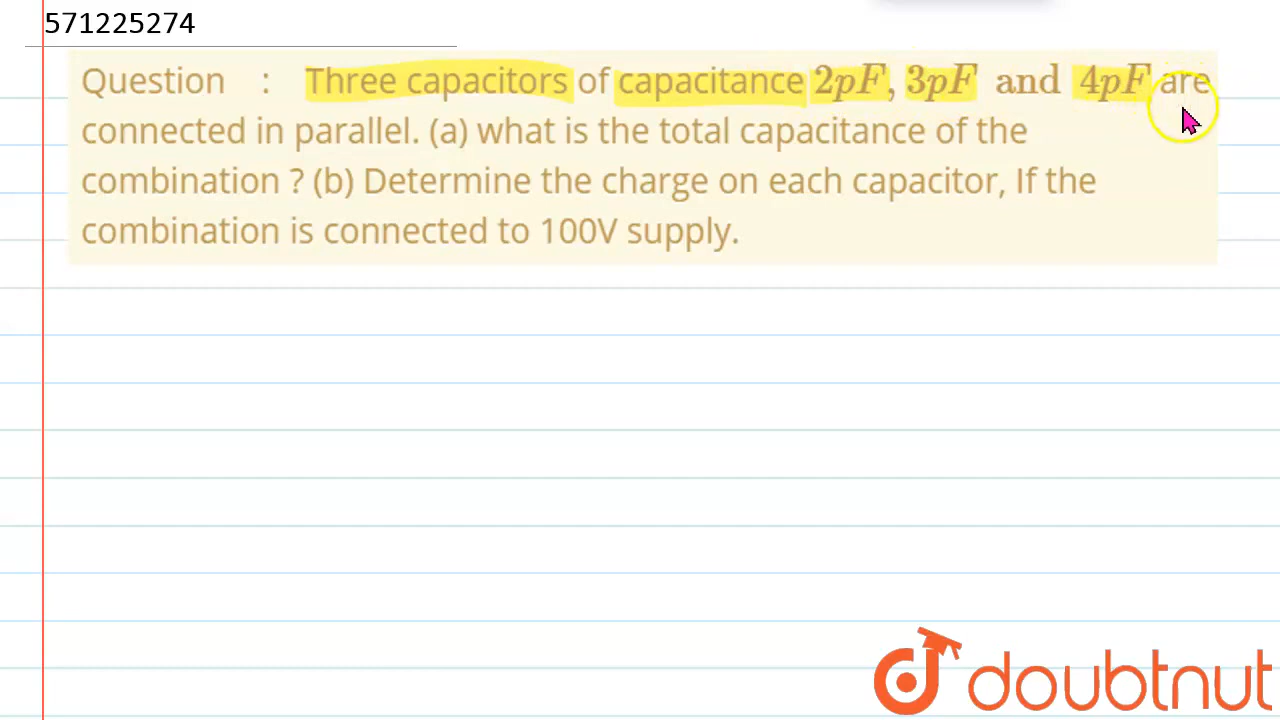 571225274
Question : Three capacitors of capacitance 2pF, 3pF and 4pF are
connected in parallel. (a) what is the total capacitance of the
combination ? (b) Determine the charge on each capacitor, If the
combination is connected to 100V supply.
doubtnut